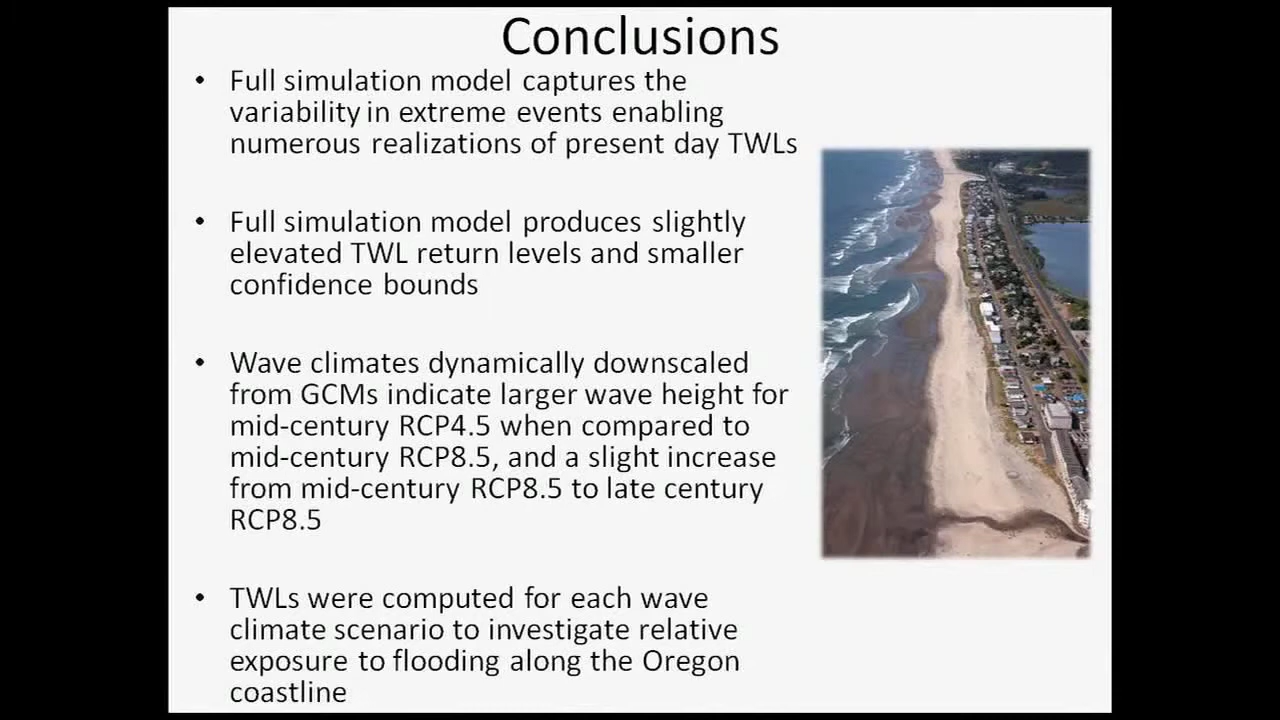 Conclusions
• Full simulation model captures the
variability in extreme events enabling
numerous realizations of present day TWLs
• Full simulation model produces slightly
elevated TWL return levels and smaller
confidence bounds
• Wave climates dynamically downscaled
from GCMs indicate larger wave height for
mid-century RCP4.5 when compared to
mid-century RCP8.5, and a slight increase
from mid-century RCP8.5 to late century
RCP8.5
• TWLs were computed for each wave
climate scenario to investigate relative
exposure to flooding along the Oregon
coastline